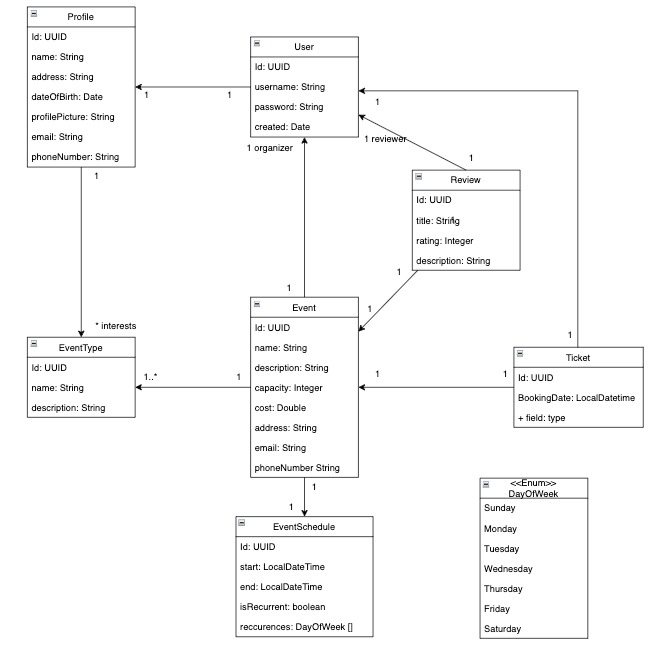 Profile
Id: UUID
name: String
address: String
dateOfBirth: Date
profilePicture: String
email: String
phoneNumber: String
User
Id: UUID
username: String
password: String
created: Date
1
1
1
1 organizer
1 reviewer
1
Review
Id: UUID
title: String
rating: Integer
description: String
1
* interests
1
1
1
1
EventType
Id: UUID
name: String
description: String
1..*
1
Event
Id: UUID
name: String
description: String
capacity: Integer
cost: Double
address: String
email: String
phoneNumber String
1
1
Ticket
Id: UUID
BookingDate: LocalDatetime
+ field: type
1
1
EventSchedule
Id: UUID
start: LocalDateTime
end: LocalDateTime
isRecurrent: boolean
reccurences: DayOfWeek []
<<Enum>>
DayOfWeek
Sunday
Monday
Tuesday
Wednesday
Thursday
Friday
Saturday